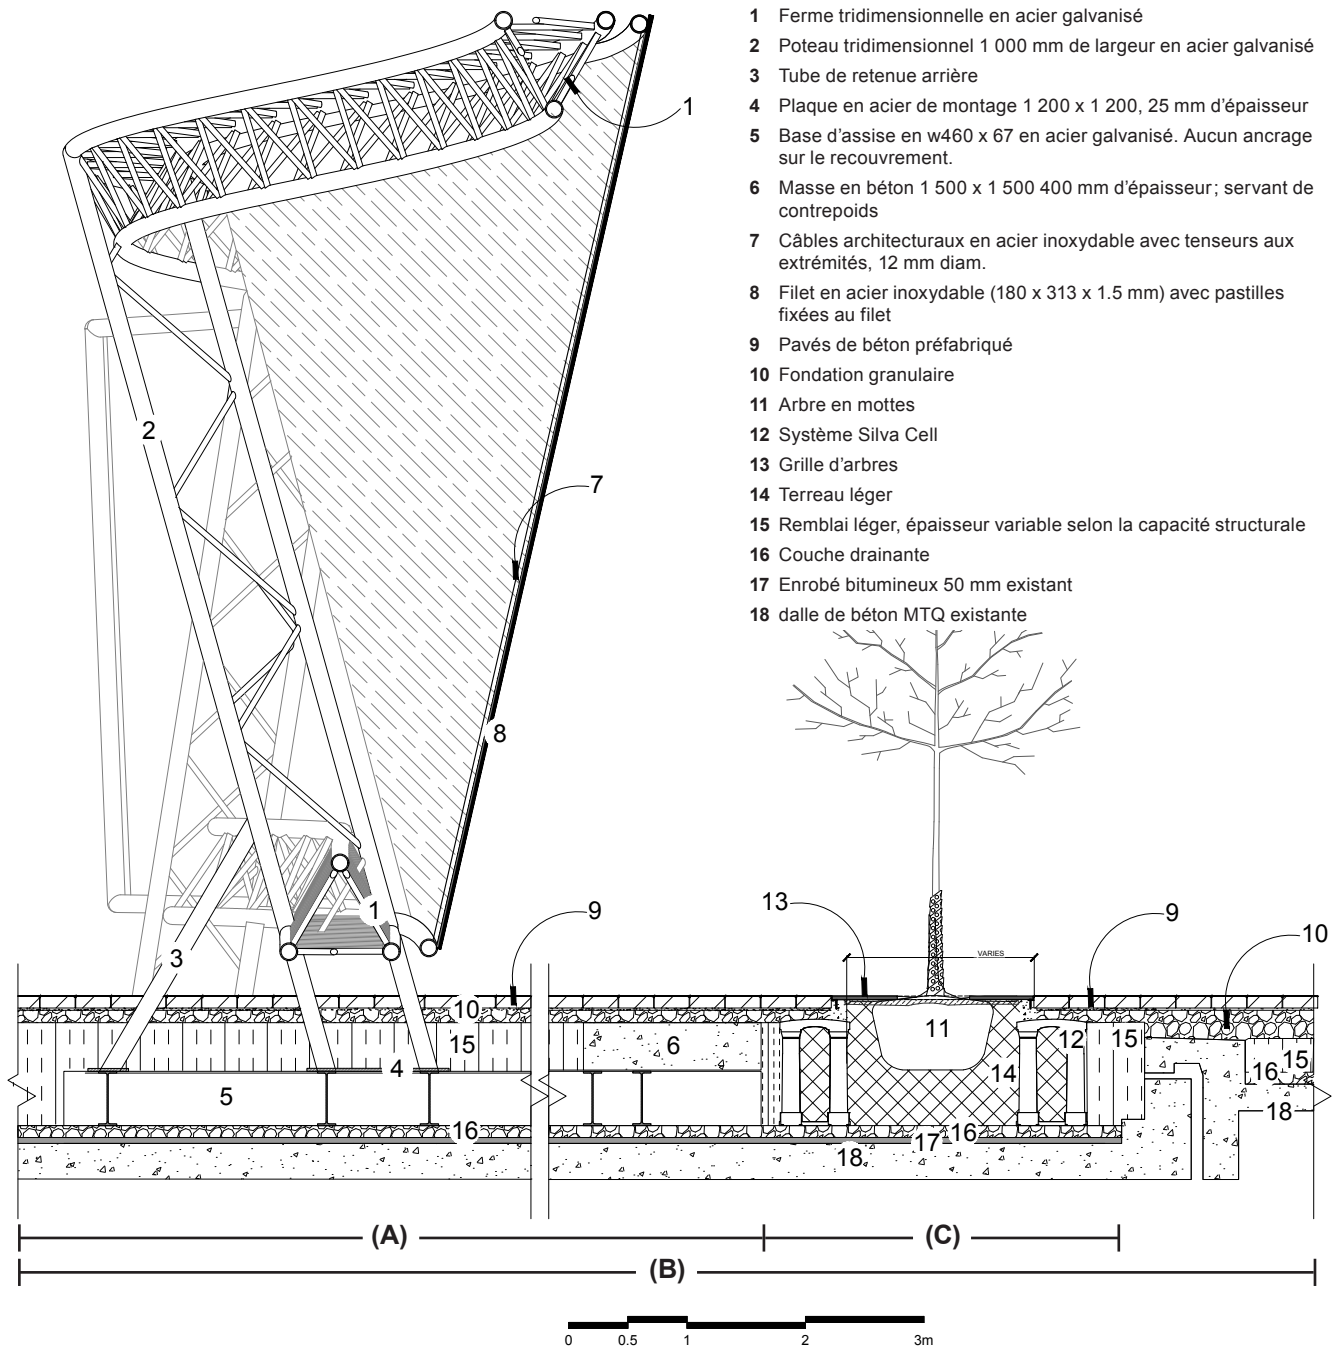 1 Ferme tridimensionnelle en acier galvanisé
2 Poteau tridimensionnel 1 000 mm de largeur en acier galvanisé
3 Tube de retenue arrière
4 Plaque en acier de montage 1 200 x 1 200, 25 mm d’épaisseur
5 Base d’assise en w460 x 67 en acier galvanisé. Aucun ancrage
sur le recouvrement.
6 Masse en béton 1 500 x 1 500 400 mm d’épaisseur; servant de
contrepoids
7 Câbles architecturaux en acier inoxydable avec tenseurs aux
extrémités, 12 mm diam.
8 Filet en acier inoxydable (180 x 313 x 1.5 mm) avec pastilles
fixées au filet
9 Pavés de béton préfabriqué
10 Fondation granulaire
11 Arbre en mottes
12 Système Silva Cell
13 Grille d’arbres
14 Terreau léger
15 Remblai léger, épaisseur variable selon la capacité structurale
16 Couche drainante
17 Enrobé bitumineux 50 mm existant
18 dalle de béton MTQ existante
1
2
7
8
1
9
13
9
10
3
VARIES
10
15
6
11
12
15
10
4
14
16
15
5
18
16
17
16
18
(A)
(C)
(B)
0 0.5 1 2 3m